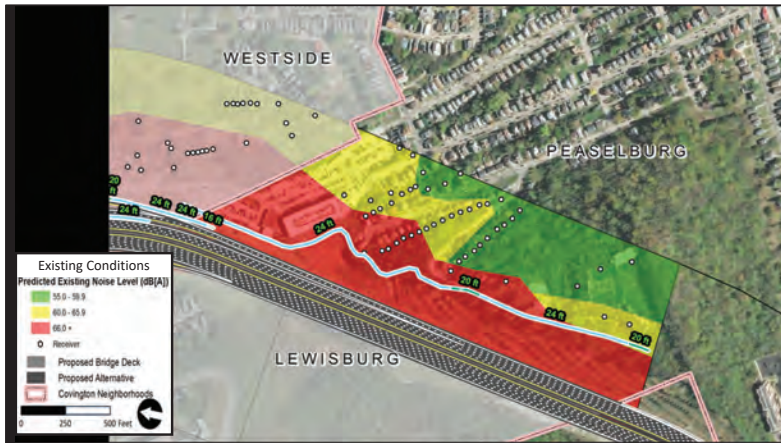 WESTSIDE
PEASELBURG
20
ft
24 ft
24 ft
24 ft
16 ft
24 ft
20 ft
24 ft
20 ft
LEWISBURG
Existing Conditions
Predicted Existing Noise Level (dB[A])
55.0 - 59.9
60.0 - 65.9
66.0 +
Receiver
Proposed Bridge Deck
Proposed Alternative
Covington Neighborhoods
0 250 500 Feet